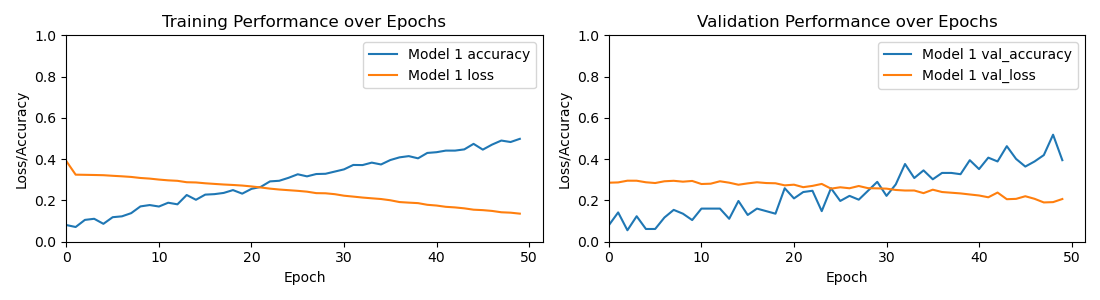 Training Performance over Epochs
1.0
0.8
0.6
0.4
0.2
0.0
Loss/Accuracy
Model 1 accuracy
Model 1 loss
0 10 20 30 40 50
Epoch
Validation Performance over Epochs
1.0
0.8
0.6
0.4
0.2
0.0
Loss/Accuracy
Model 1 val_accuracy
Model 1 val_loss
0 10 20 30 40 50
Epoch